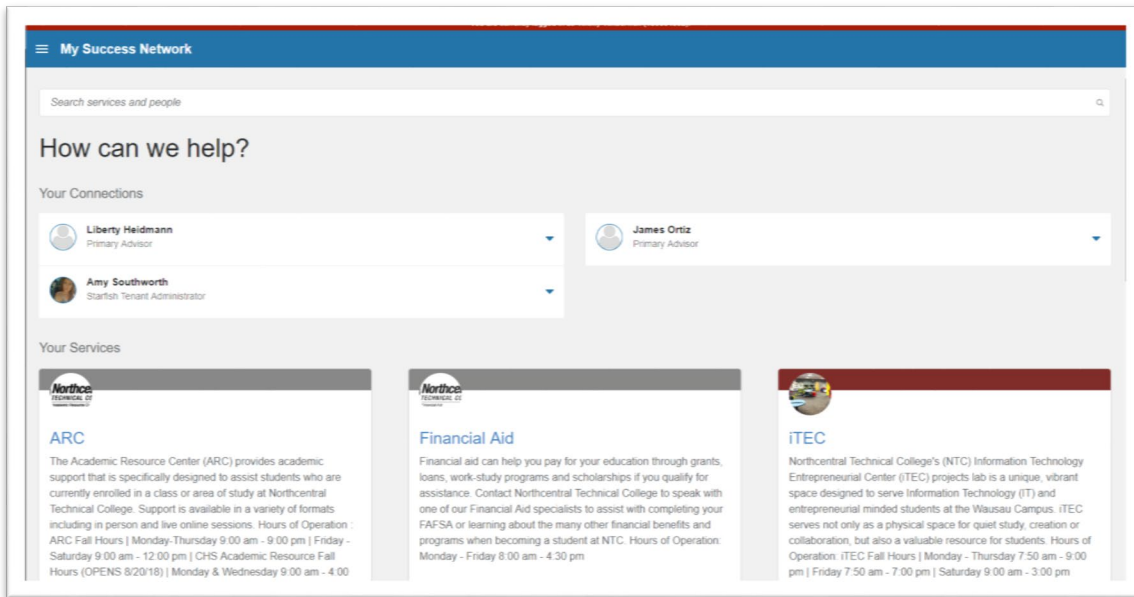 My Success Network
Search services and people
How can we help?
Your Connections
Liberty Heidmann
Primary Advisor
James Ortiz
Primary Advisor
Amy Southworth
Starfish Tenant Administrator
Your Services
Northce
TECHNICAL
ARC
The Academic Resource Center (ARC) provides academic
support that is specifically designed to assist students who are
currently enrolled in a class or area of study at Northcentral
Technical College. Support is available in a variety of formats
including in person and live online sessions. Hours of Operation :
ARC Fall Hours | Monday-Thursday 9:00 am - 9:00 pm | Friday -
Saturday 9:00 am - 12:00 pm | CHS Academic Resource Fall
Hours (OPENS 8/20/18) | Monday & Wednesday 9:00 am - 4:00
Northce
TECHNICAL
Financial Aid
Financial aid can help you pay for your education through grants,
loans, work-study programs and scholarships if you qualify for
assistance. Contact Northcentral Technical College to speak with
one of our Financial Aid specialists to assist with completing your
FAFSA or learning about the many other financial benefits and
programs when becoming a student at NTC. Hours of Operation:
Monday - Friday 8:00 am - 4:30 pm
iTEC
Northcentral Technical College's (NTC) Information Technology
Entrepreneurial Center (iTEC) projects lab is a unique, vibrant
space designed to serve Information Technology (IT) and
entrepreneurial minded students at the Wausau Campus. iTEC
serves not only as a physical space for quiet study, creation or
collaboration, but also a valuable resource for students. Hours of
Operation: iTEC Fall Hours | Monday - Thursday 7:50 am - 9:00
pm | Friday 7:50 am - 7:00 pm | Saturday 9:00 am - 3:00 pm